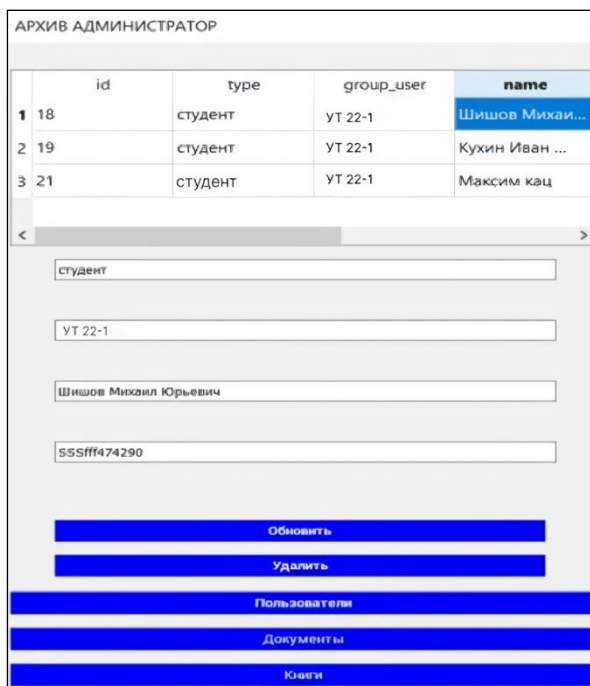 АРХИВ АДМИНИСТРАТОР
id type group_user name
1 18 студент УТ 22-1 Шишов Михаи...
2 19 студент УТ 22-1 Кухин Иван ...
3 21 студент УТ 22-1 Максим кац
студент
УТ 22-1
Шишов Михаил Юрьевич
SSSfff474290
Обновить
Удалить
Пользователи
Документы
Книги